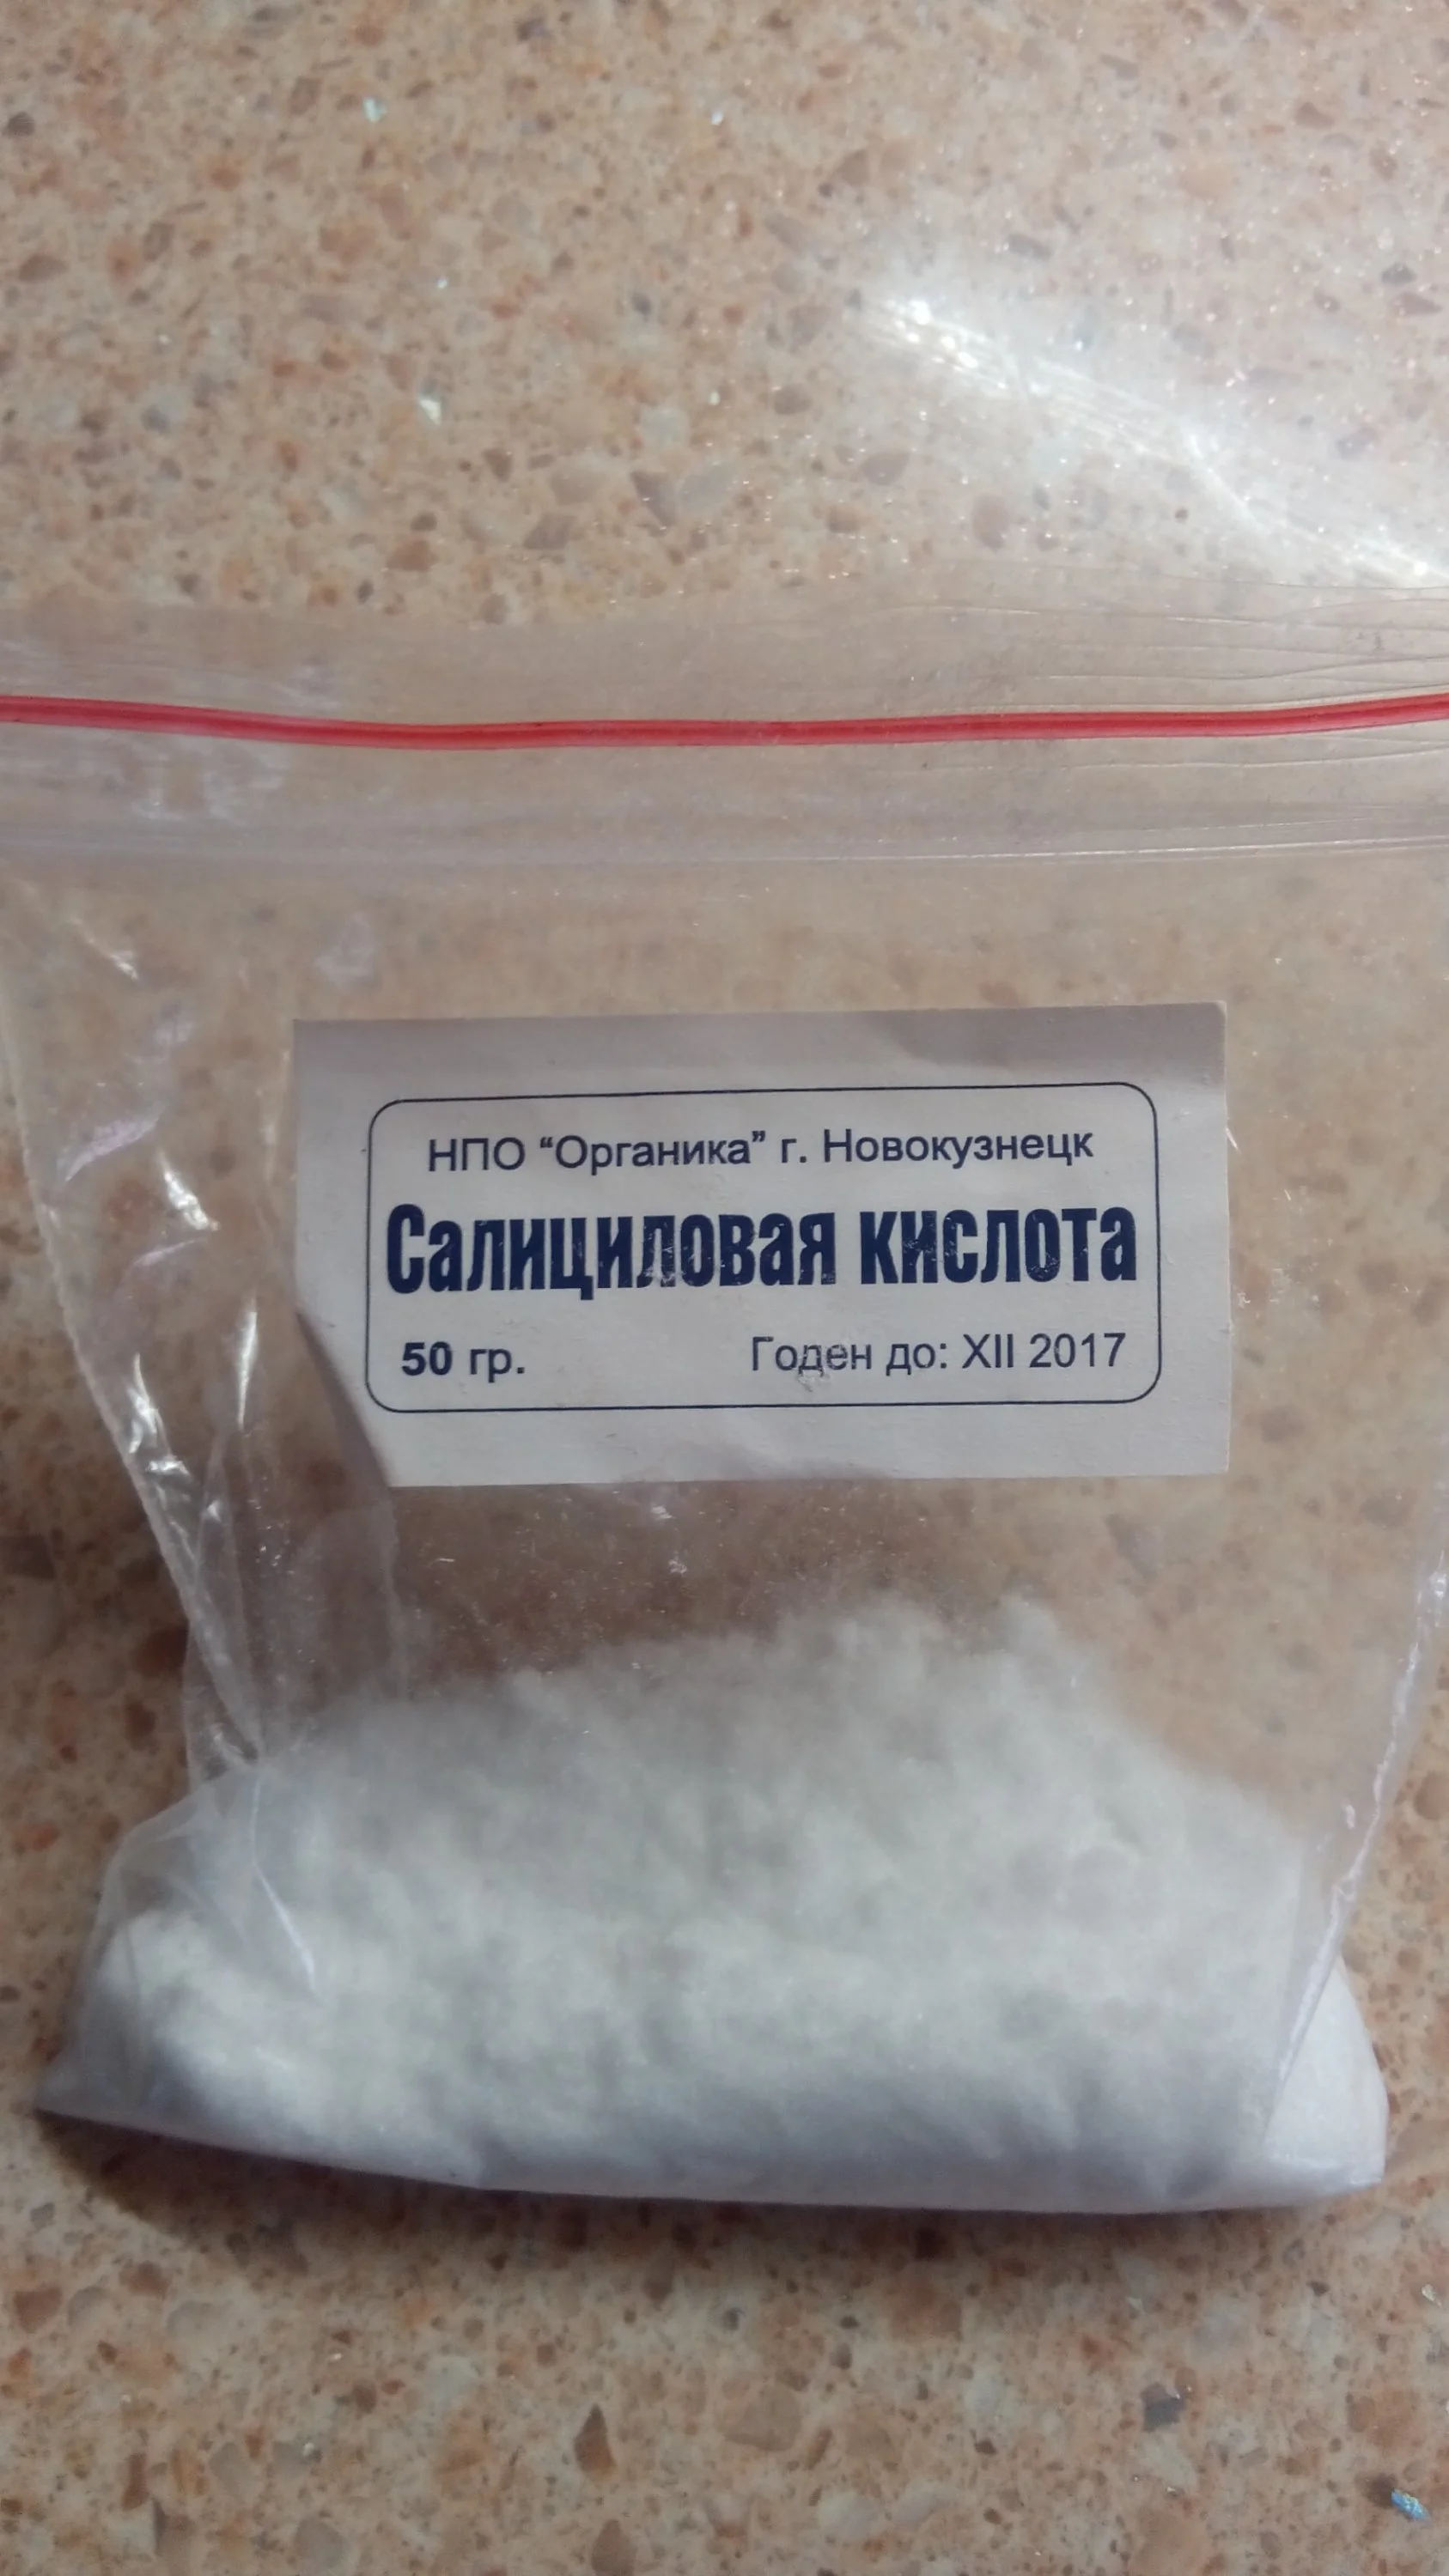 НПО “Органика” г. Новокузнецк
Салициловая кислота
50 гр. Годен до: XII 2017